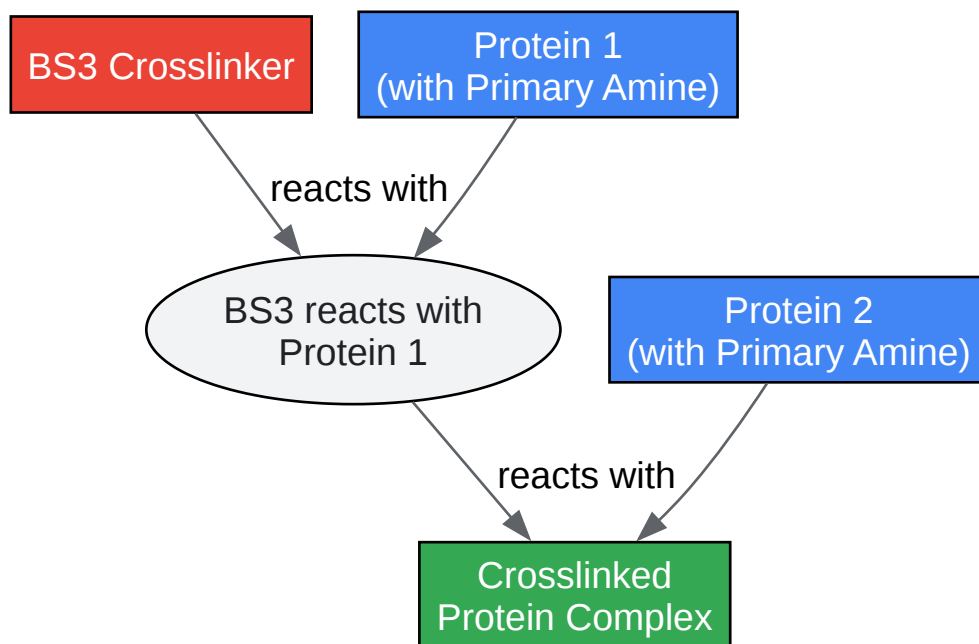 BS3 Crosslinker
Protein 1
(with Primary Amine)
reacts with
BS3 reacts with
Protein 1
Protein 2
(with Primary Amine)
reacts with
Crosslinked
Protein Complex